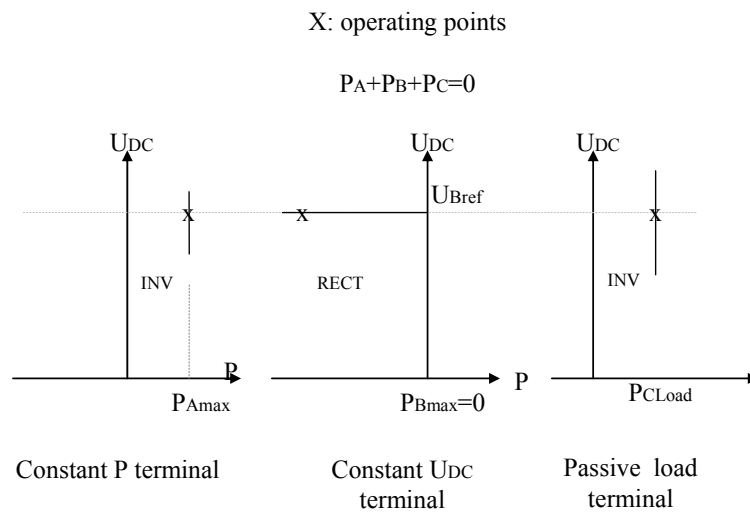 X: operating points
PA+PB+PC=0
UDC
UDC
UDC
UBref
x
x
x
INV
RECT
INV
P
P
PAmax
PBmax=0
PCLoad
Constant P terminal
Constant UDC
terminal
Passive load
terminal